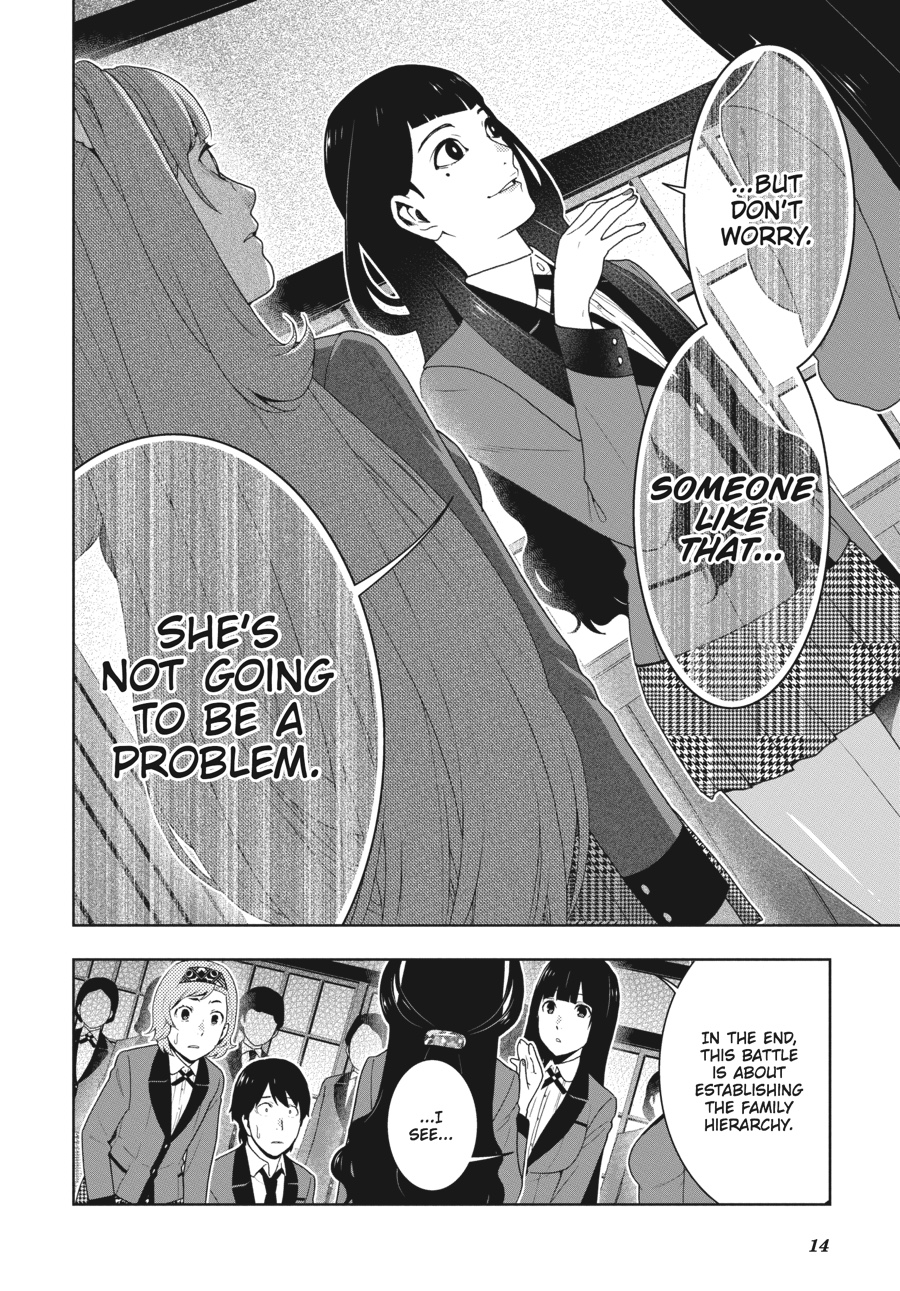 ...BUT
DON'T
WORRY.
SOMEONE
LIKE
THAT...
SHE'S
NOT GOING
TO BE A
PROBLEM.
IN THE END,
THIS BATTLE
IS ABOUT
ESTABLISHING
THE FAMILY
HIERARCHY.
...I
SEE...
14